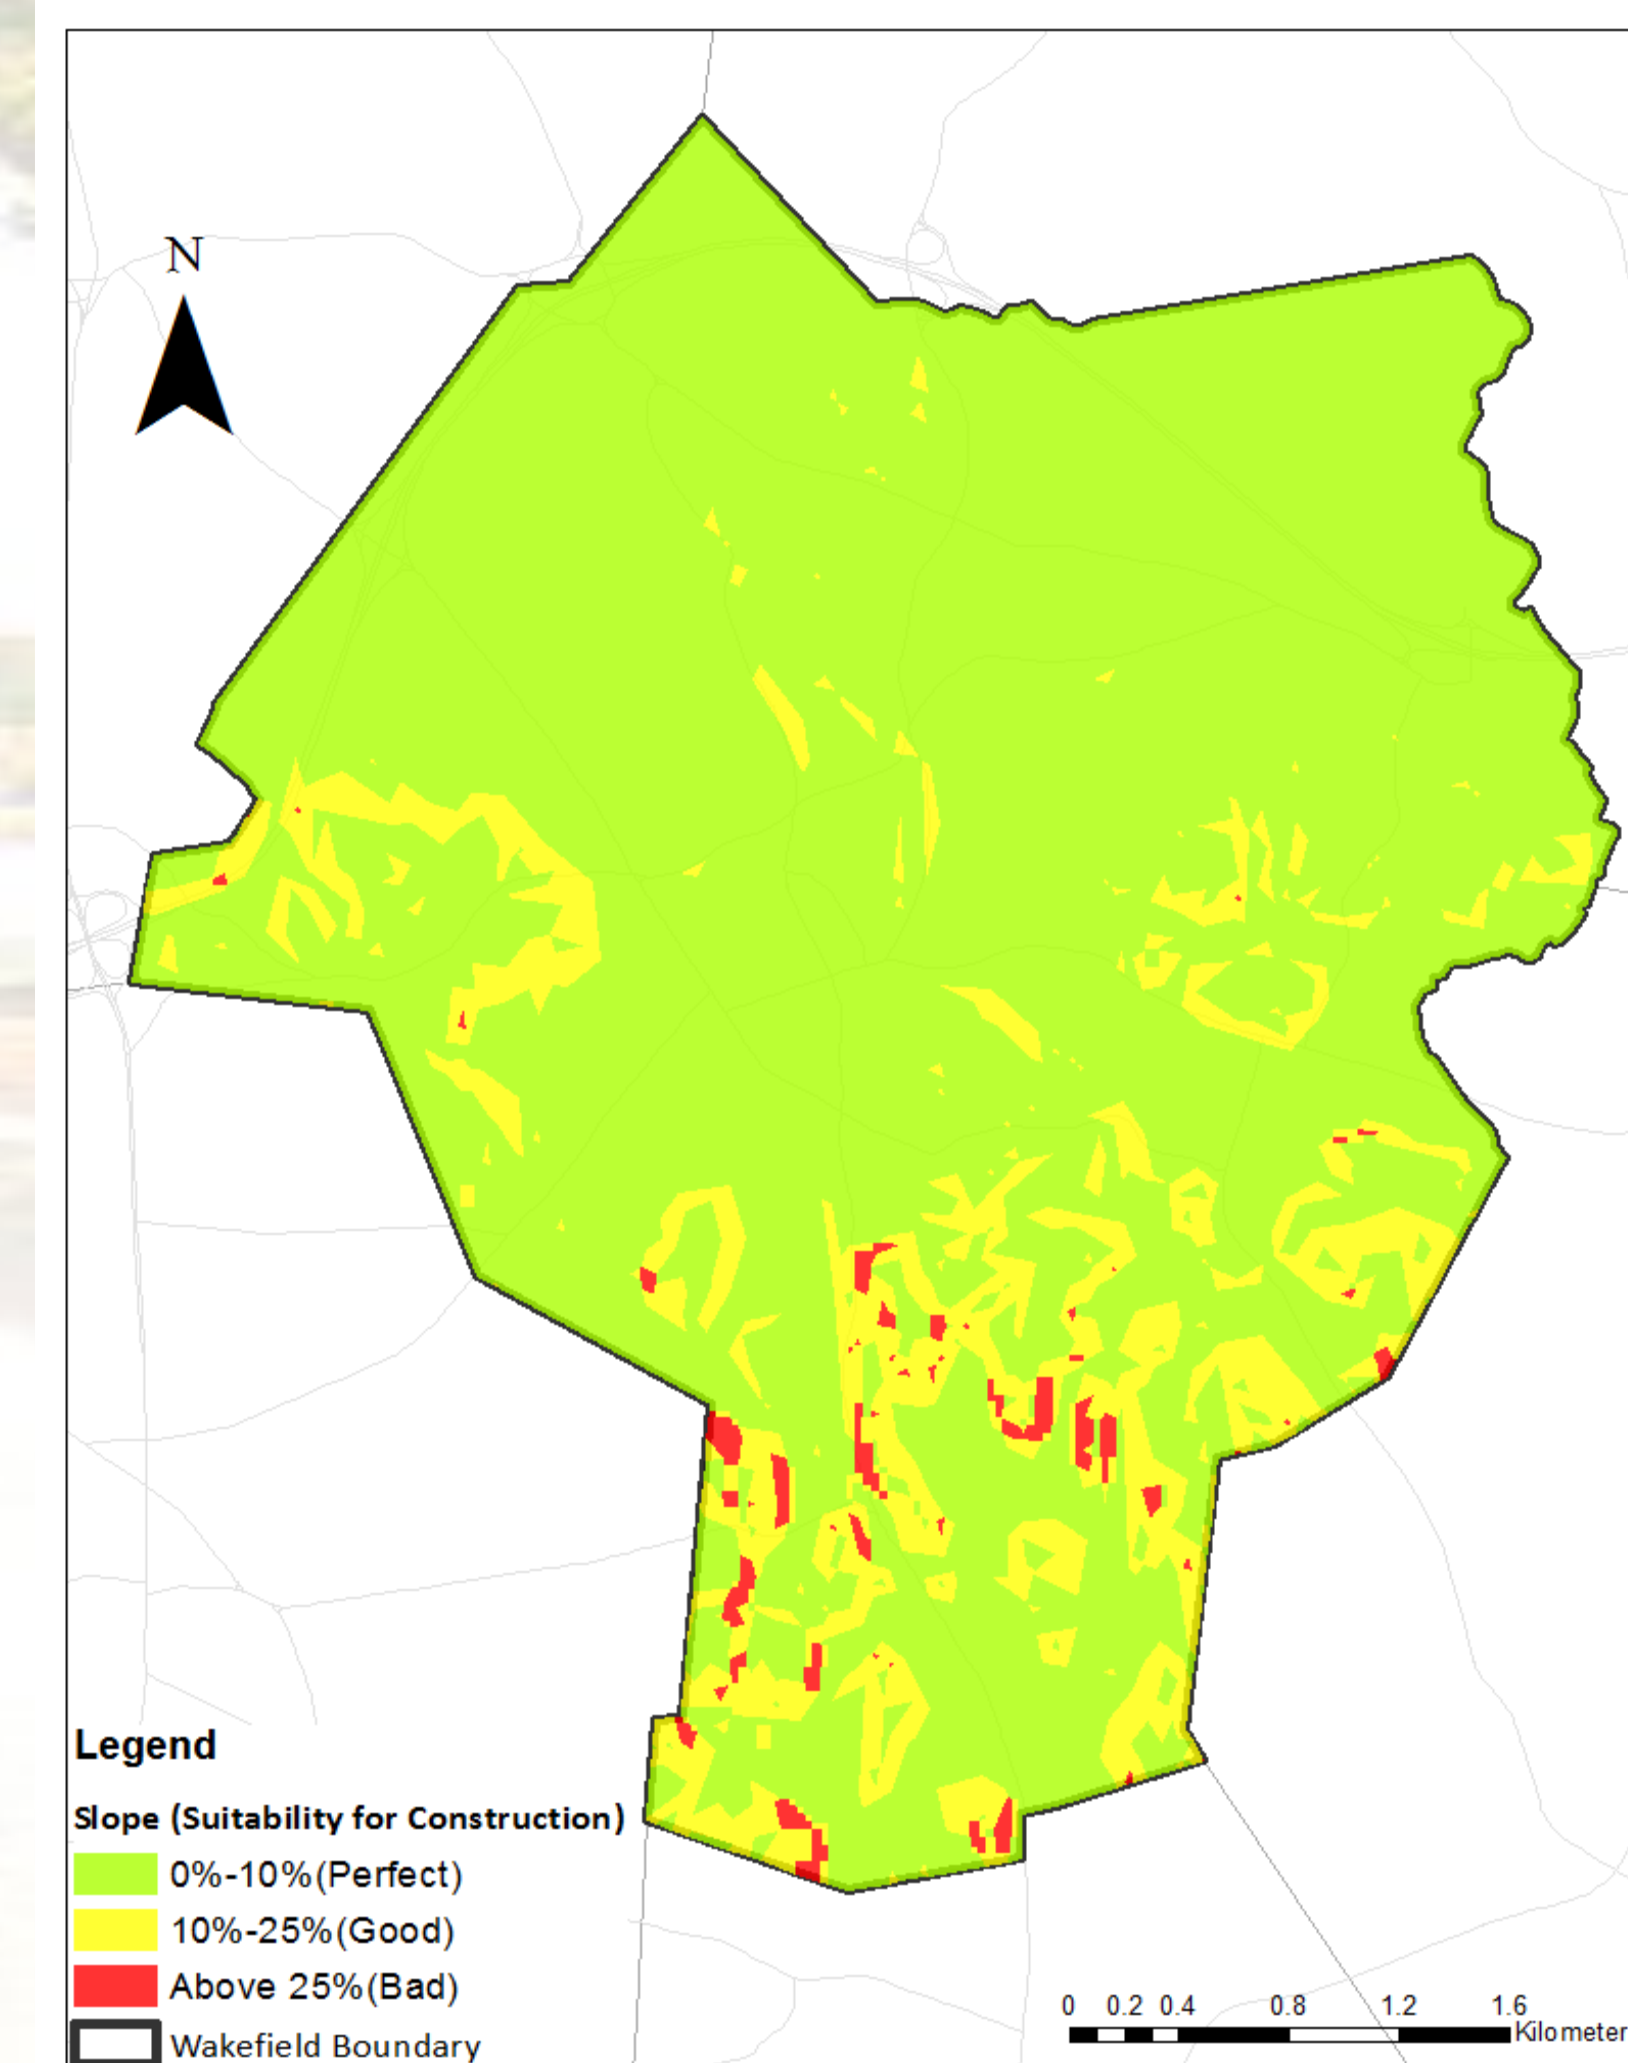 N
Legend
Slope (Suitability for Construction)
0%-10%(Perfect)
10%-25%(Good)
Above 25%(Bad)
Wakefield Boundary
0 0.2 0.4 0.8 1.2 1.6
Kilometer